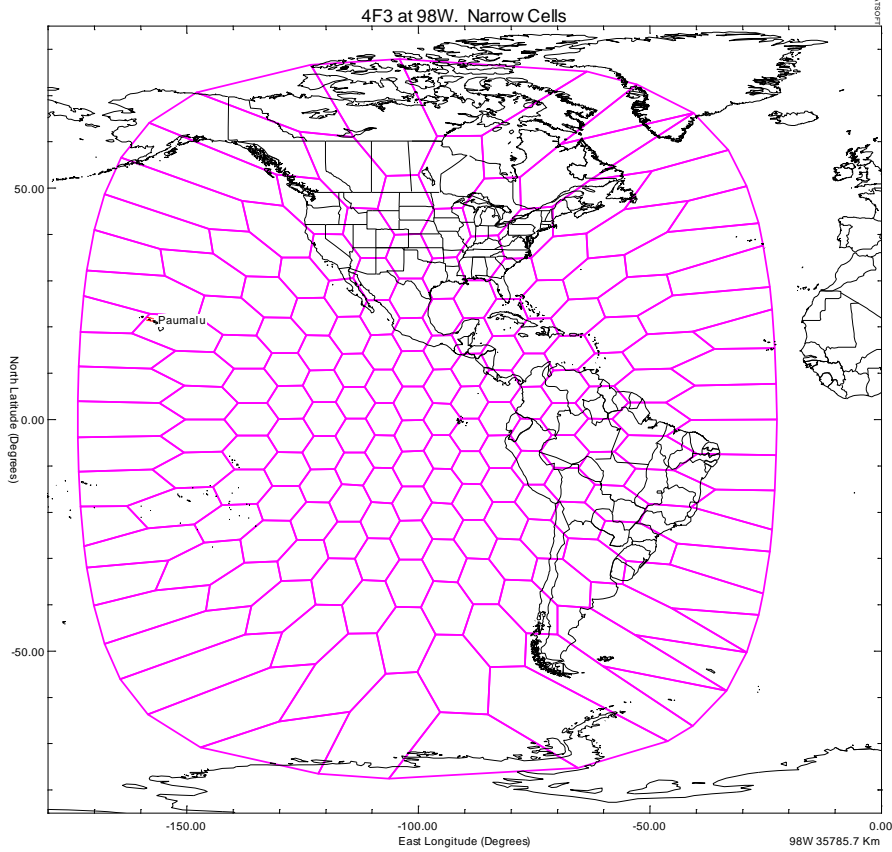 4F3 at 98W. Narrow Cells
50.00
Paumalu
0.00
North Latitude (Degrees)
-50.00
-150.00
-100.00
-50.00
0.00
East Longitude (Degrees)
98W 35785.7 Km